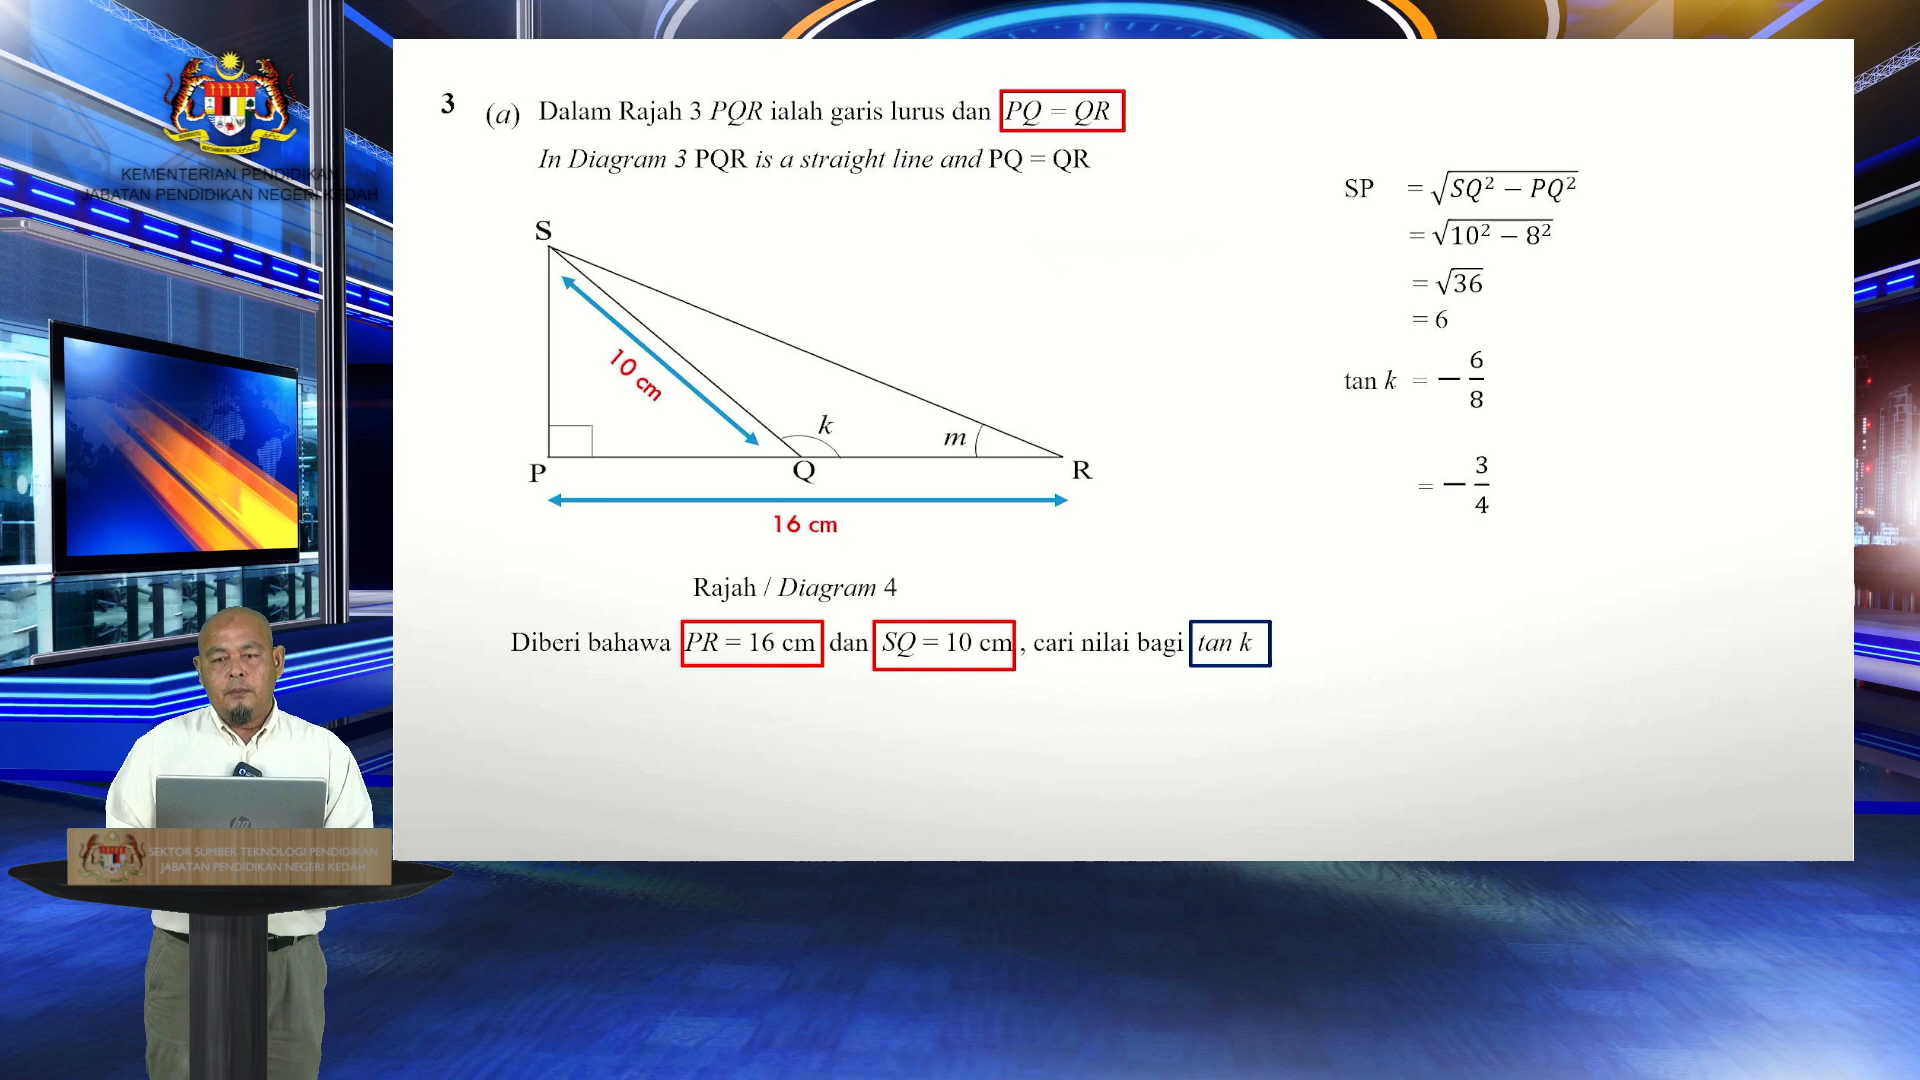 KEMENTERIAN PENDIDIKAN
JABATAN PENDIDIKAN NEGERI KEDAH
3 (a) Dalam Rajah 3 PQR ialah garis lurus dan PQ = QR
In Diagram 3 PQR is a straight line and PQ = QR
S
10 cm
k
m
P
Q
R
16 cm
Rajah / Diagram 4
Diberi bahawa PR = 16 cm dan SQ = 10 cm , cari nilai bagi tan k
SP = √SQ² − PQ²
= √10² − 8²
= √36
= 6
tan k = − 6/8
= − 3/4
hp
SEKTOR SUMBER TEKNOLOGI PENDIDIKAN
JABATAN PENDIDIKAN NEGERI KEDAH